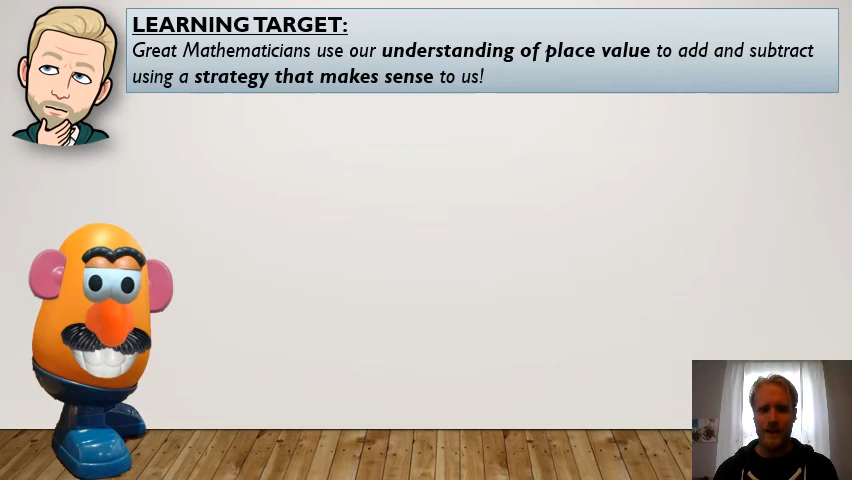 LEARNING TARGET:
Great Mathematicians use our understanding of place value to add and subtract
using a strategy that makes sense to us!